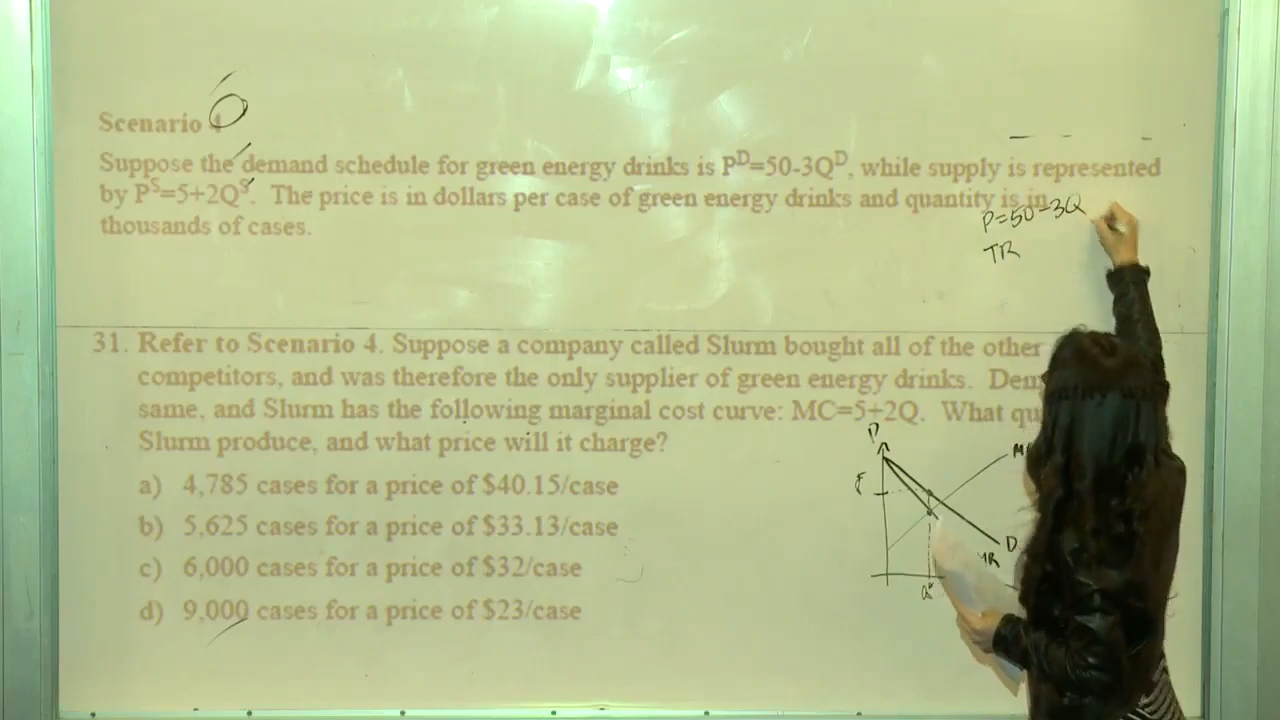 Scenario
Suppose the demand schedule for green energy drinks is Pᴰ=50-3Qᴰ, while supply is represented
by Pˢ=5+2Qˢ. The price is in dollars per case of green energy drinks and quantity is in
thousands of cases.
P=50-3Q
TR
31. Refer to Scenario 4. Suppose a company called Slurm bought all of the other
competitors, and was therefore the only supplier of green energy drinks.
same, and Slurm has the following marginal cost curve: MC=5+2Q. What
Slurm produce, and what price will it charge?
a) 4,785 cases for a price of $40.15/case
b) 5,625 cases for a price of $33.13/case
c) 6,000 cases for a price of $32/case
d) 9,000 cases for a price of $23/case
P
D
MR
Q*